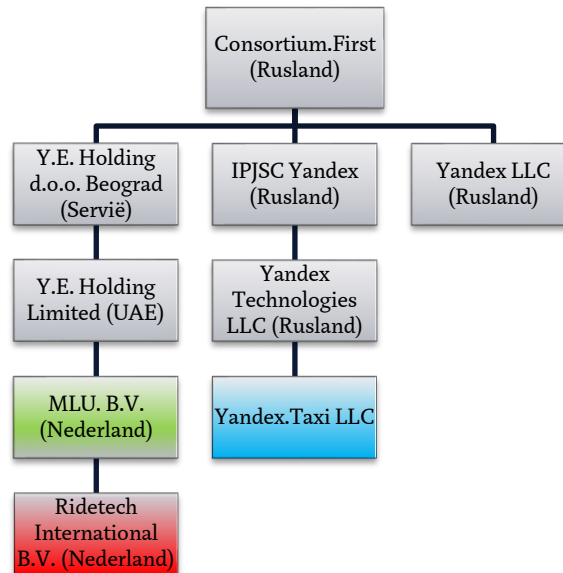 Consortium.First
(Rusland)
Y.E. Holding
d.o.o. Beograd
(Servië)
IPJSC Yandex
(Rusland)
Yandex LLC
(Rusland)
Y.E. Holding
Limited (UAE)
Yandex
Technologies
LLC (Rusland)
MLU. B.V.
(Nederland)
Yandex.Taxi LLC
Ridetech
International
B.V. (Nederland)